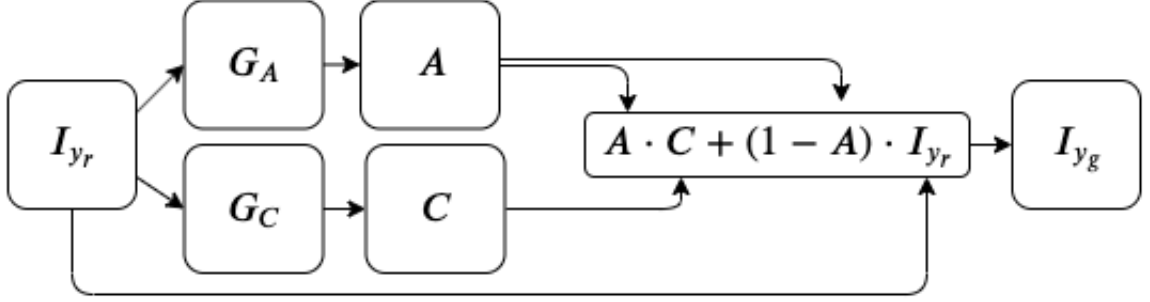 I_{y_r}
G_A
A
G_C
C
A · C + (1 − A) · I_{y_r}
I_{y_g}